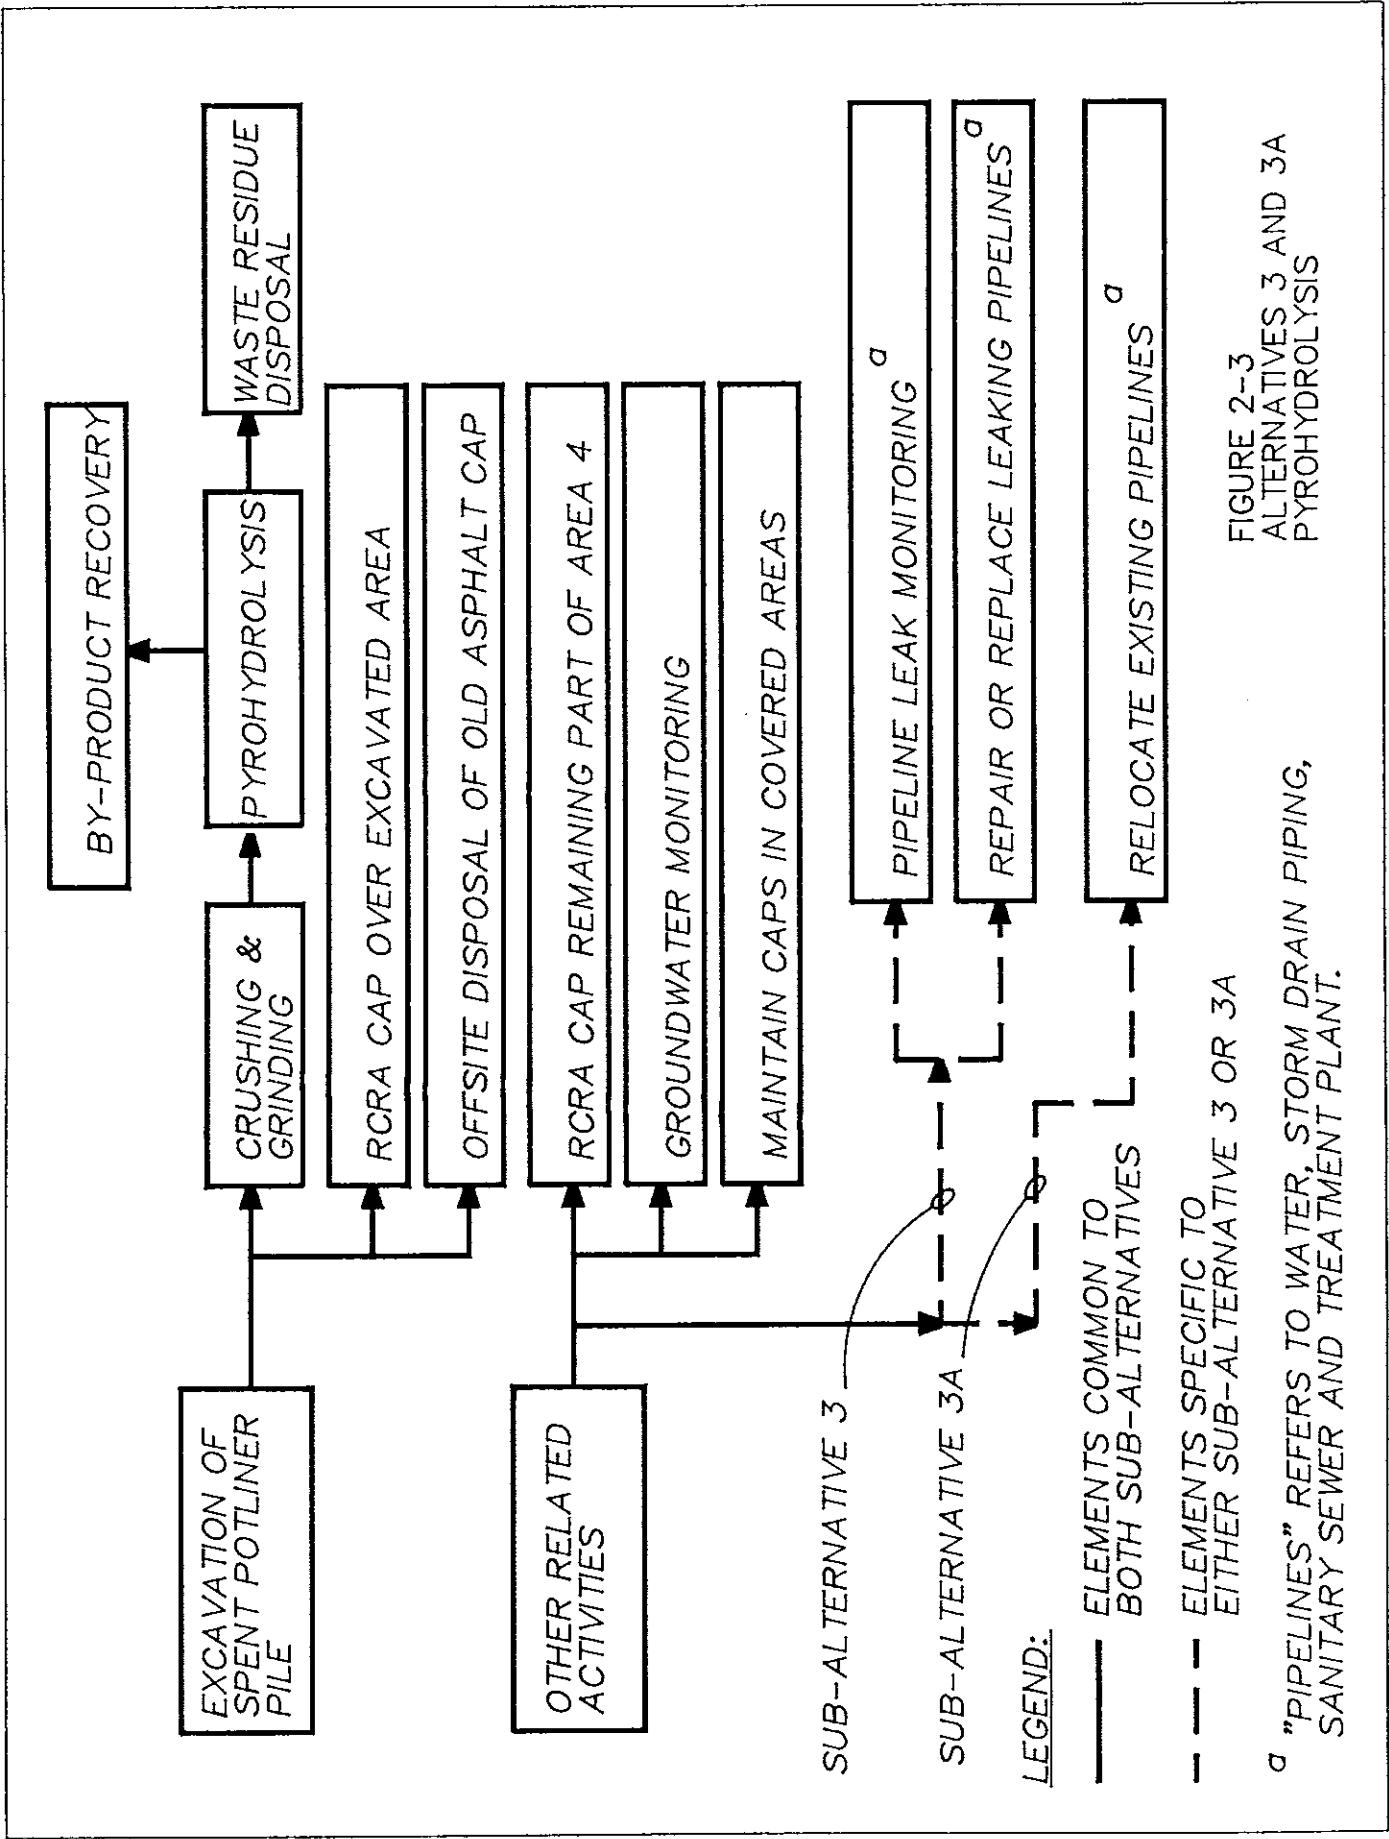 BY-PRODUCT RECOVERY
EXCAVATION OF
SPENT POTLINER
PILE
CRUSHING &
GRINDING
PYROHYDROLYSIS
WASTE RESIDUE
DISPOSAL
RCRA CAP OVER EXCAVATED AREA
OFFSITE DISPOSAL OF OLD ASPHALT CAP
OTHER RELATED
ACTIVITIES
RCRA CAP REMAINING PART OF AREA 4
GROUNDWATER MONITORING
MAINTAIN CAPS IN COVERED AREAS
SUB-ALTERNATIVE 3
PIPELINE LEAK MONITORING a
SUB-ALTERNATIVE 3A
REPAIR OR REPLACE LEAKING PIPELINES a
RELOCATE EXISTING PIPELINES a
LEGEND:
ELEMENTS COMMON TO
BOTH SUB-ALTERNATIVES
ELEMENTS SPECIFIC TO
EITHER SUB-ALTERNATIVE 3 OR 3A
a "PIPELINES" REFERS TO WATER, STORM DRAIN PIPING,
SANITARY SEWER AND TREATMENT PLANT.
FIGURE 2-3
ALTERNATIVES 3 AND 3A
PYROHYDROLYSIS